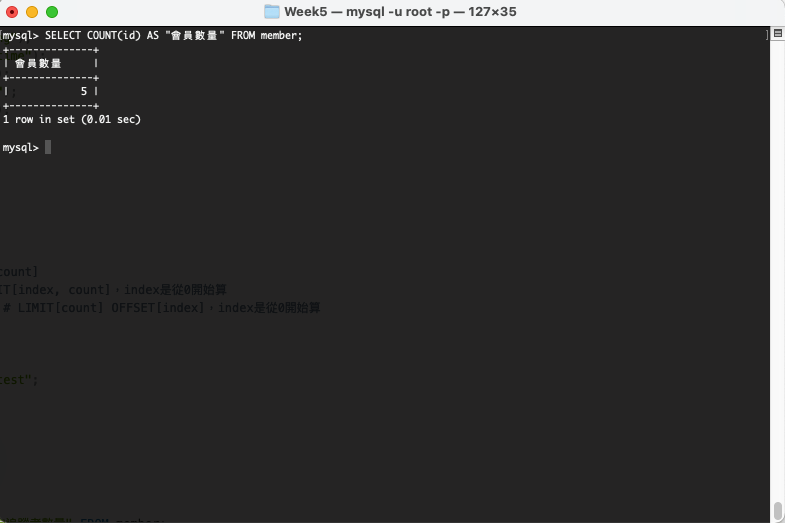 Week5 — mysql -u root -p — 127×35
[mysql> SELECT COUNT(id) AS "會員數量" FROM member; ]
+--------------+
| 會員數量     |
+--------------+
|            5 |
+--------------+
1 row in set (0.01 sec)
mysql>
count]
IT[index, count]，index是從0開始算
# LIMIT[count] OFFSET[index]，index是從0開始算
test";
數量" FROM member;